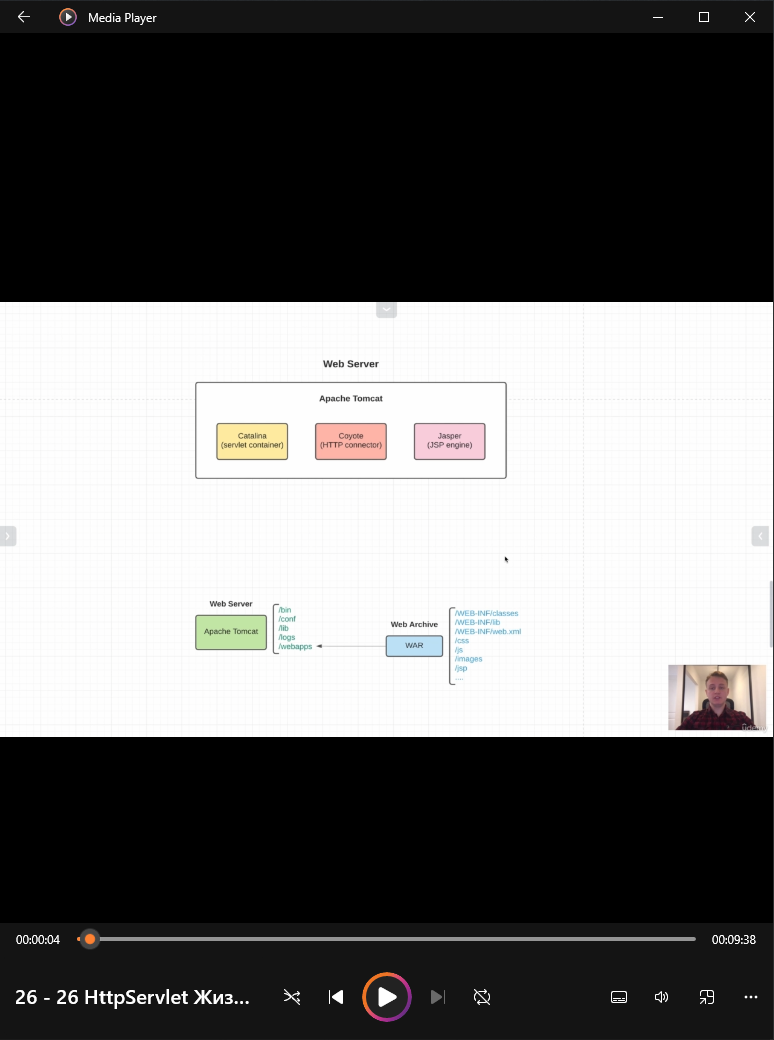 Media Player
Web Server
Apache Tomcat
Catalina
(servlet container)
Coyote
(HTTP connector)
Jasper
(JSP engine)
Web Server
Apache Tomcat
/bin
/conf
/lib
/logs
/webapps
Web Archive
WAR
/WEB-INF/classes
/WEB-INF/lib
/WEB-INF/web.xml
/css
/js
/images
/jsp
....
00:00:04
00:09:38
26 - 26 HttpServlet Жиз...